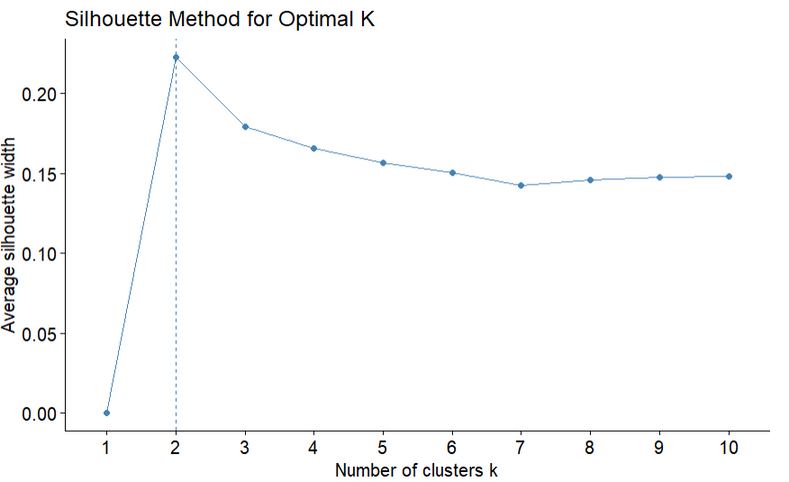 Silhouette Method for Optimal K
Average silhouette width
0.20
0.15
0.10
0.05
0.00
1 2 3 4 5 6 7 8 9 10
Number of clusters k